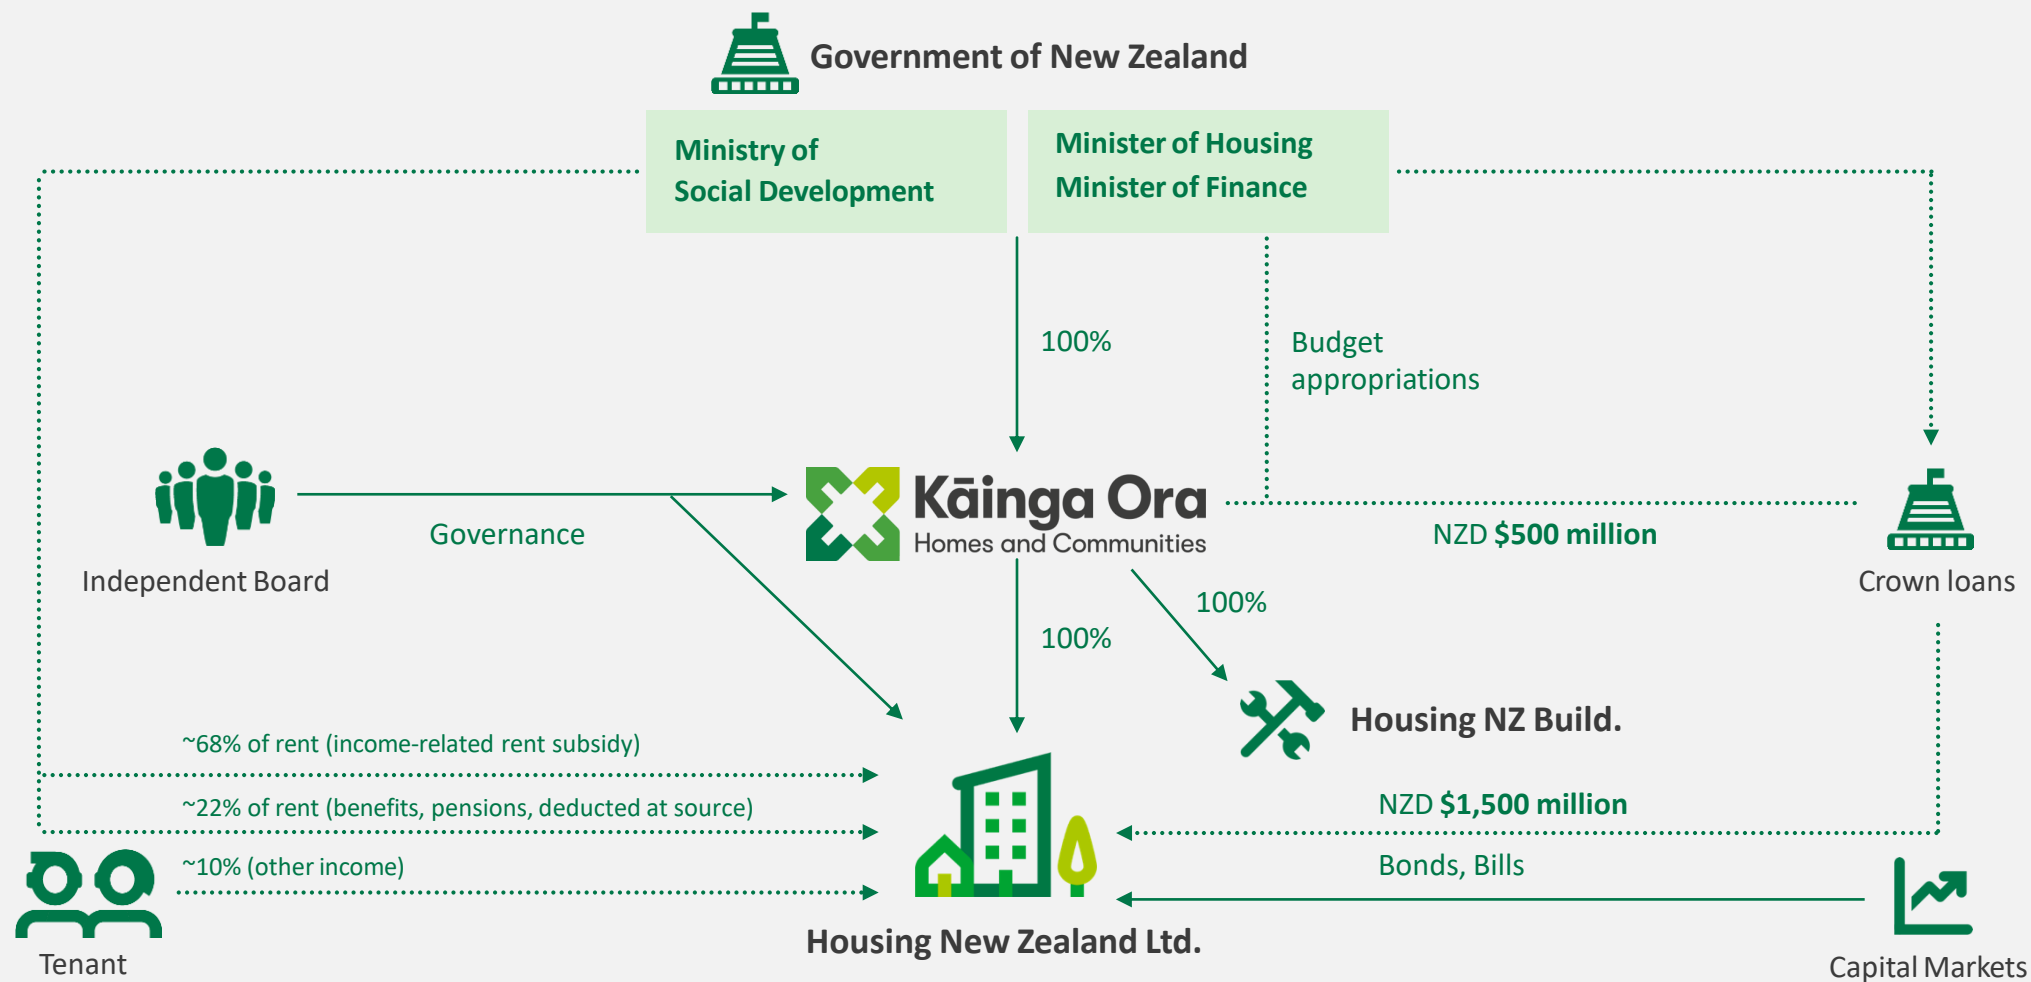 Government of New Zealand
Ministry of
Social Development
Minister of Housing
Minister of Finance
100%
Budget
appropriations
Independent Board
Governance
Kāinga Ora
Homes and Communities
NZD $500 million
Crown loans
100%
100%
Housing NZ Build.
~68% of rent (income-related rent subsidy)
~22% of rent (benefits, pensions, deducted at source)
~10% (other income)
NZD $1,500 million
Bonds, Bills
Tenant
Housing New Zealand Ltd.
Capital Markets